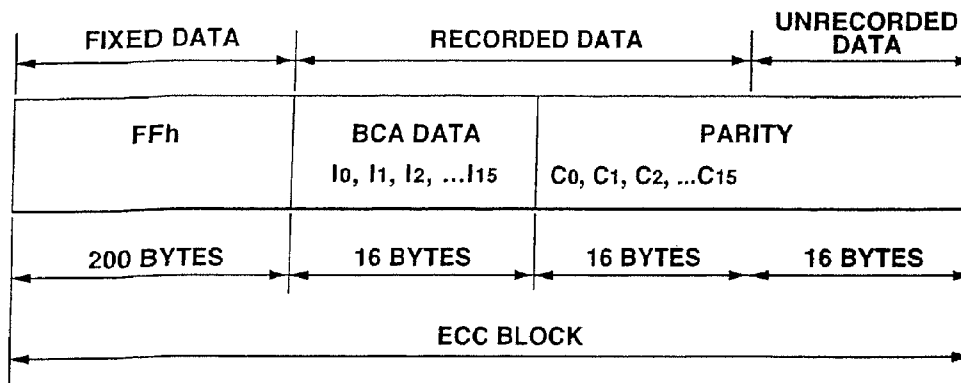 FIXED DATA RECORDED DATA UNRECORDED DATA
FFh BCA DATA PARITY
I0, I1, I2, ...I15 C0, C1, C2, ...C15
200 BYTES 16 BYTES 16 BYTES 16 BYTES
ECC BLOCK